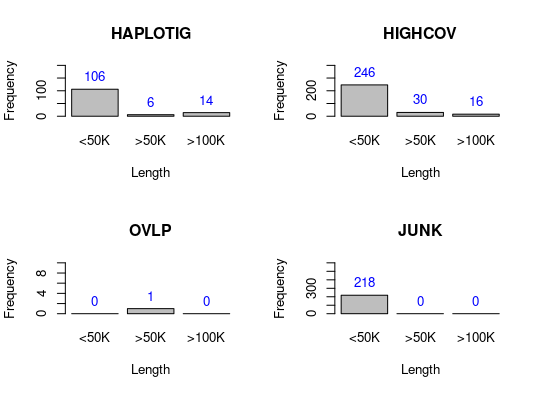 HAPLOTIG
Frequency
0 100
106 6 14
<50K >50K >100K
Length
HIGHCOV
Frequency
0 200
246 30 16
<50K >50K >100K
Length
OVLP
Frequency
0 4 8
0 1 0
<50K >50K >100K
Length
JUNK
Frequency
0 300
218 0 0
<50K >50K >100K
Length